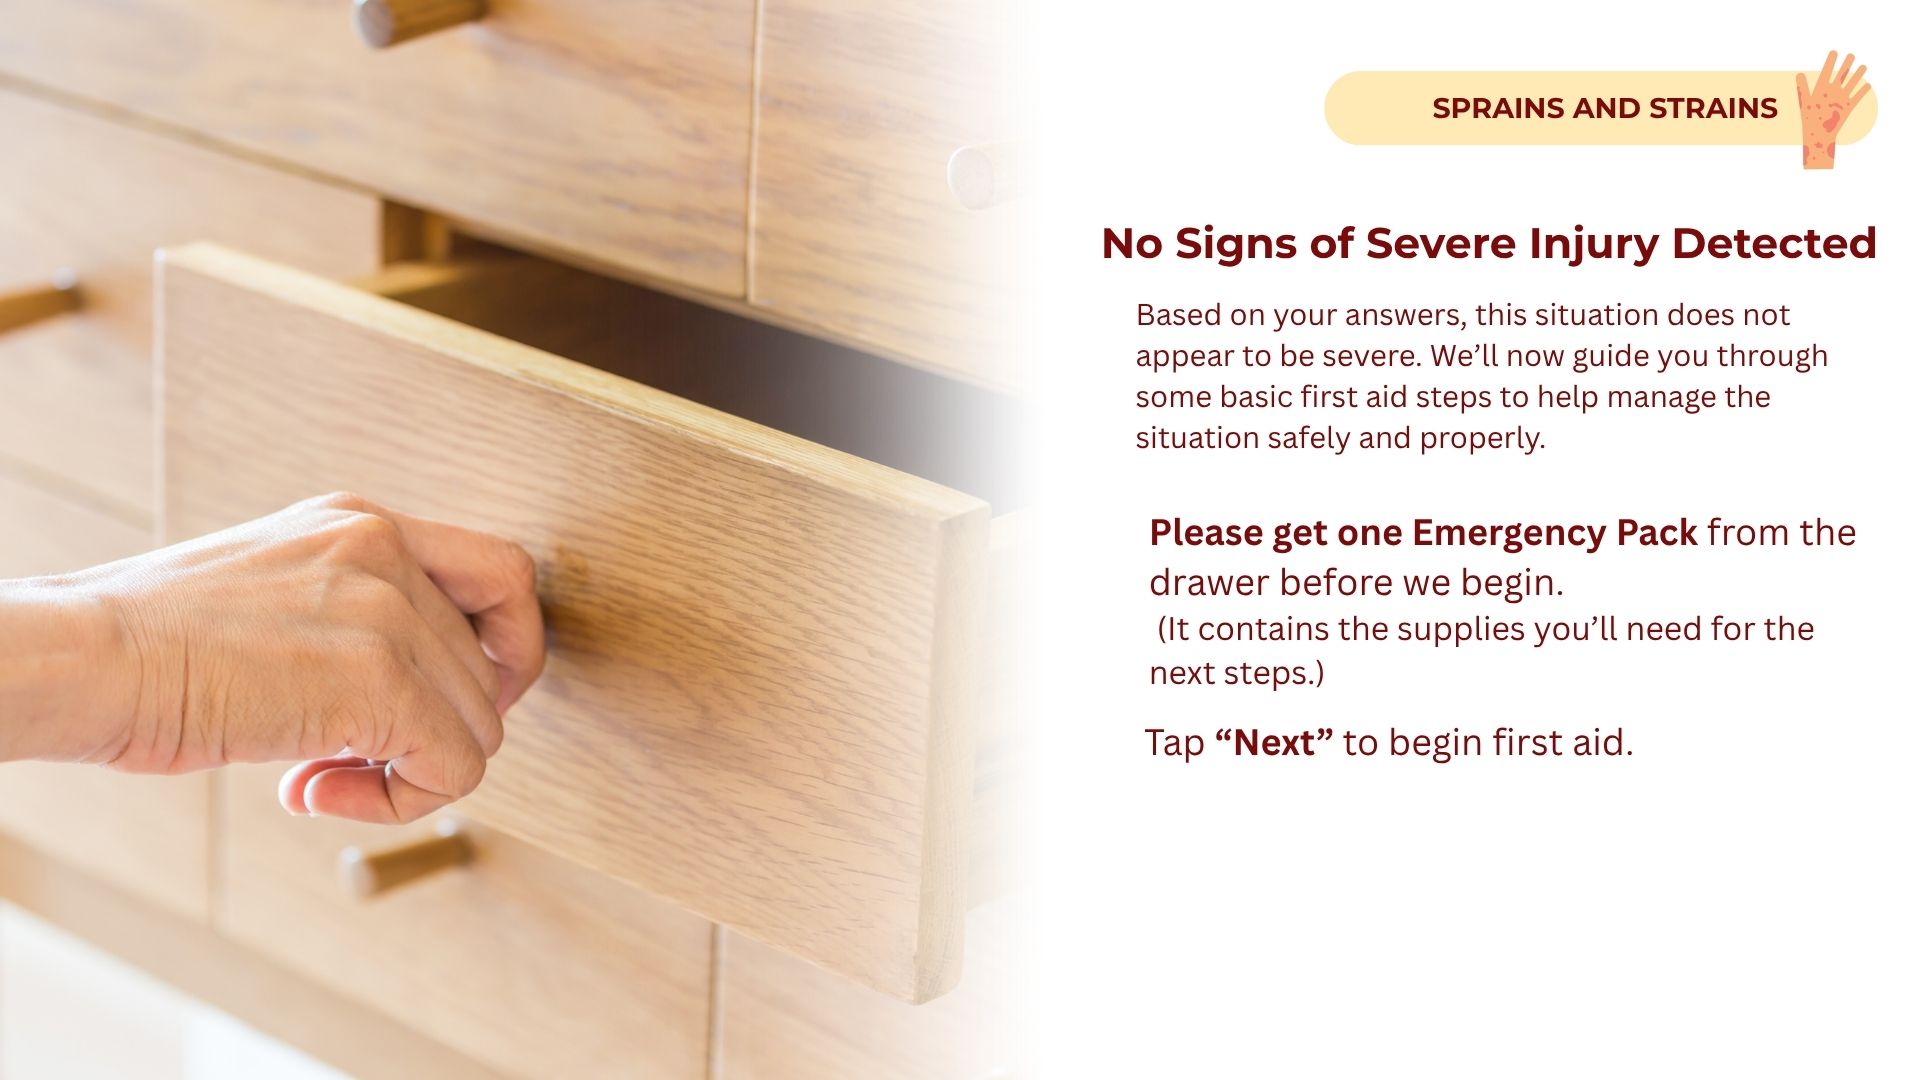 SPRAINS AND STRAINS
No Signs of Severe Injury Detected
Based on your answers, this situation does not
appear to be severe. We’ll now guide you through
some basic first aid steps to help manage the
situation safely and properly.
Please get one Emergency Pack from the
drawer before we begin.
(It contains the supplies you’ll need for the
next steps.)
Tap “Next” to begin first aid.